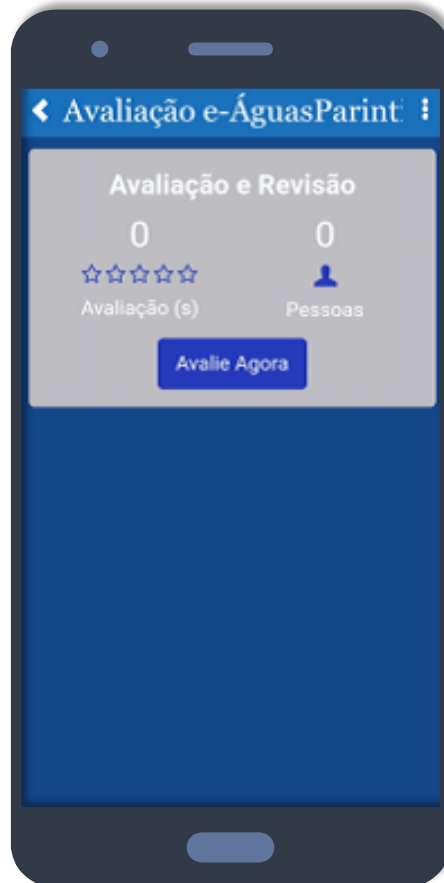 Avaliação e-ÁguasParint
Avaliação e Revisão
0 0
Avaliação (s) Pessoas
Avalie Agora